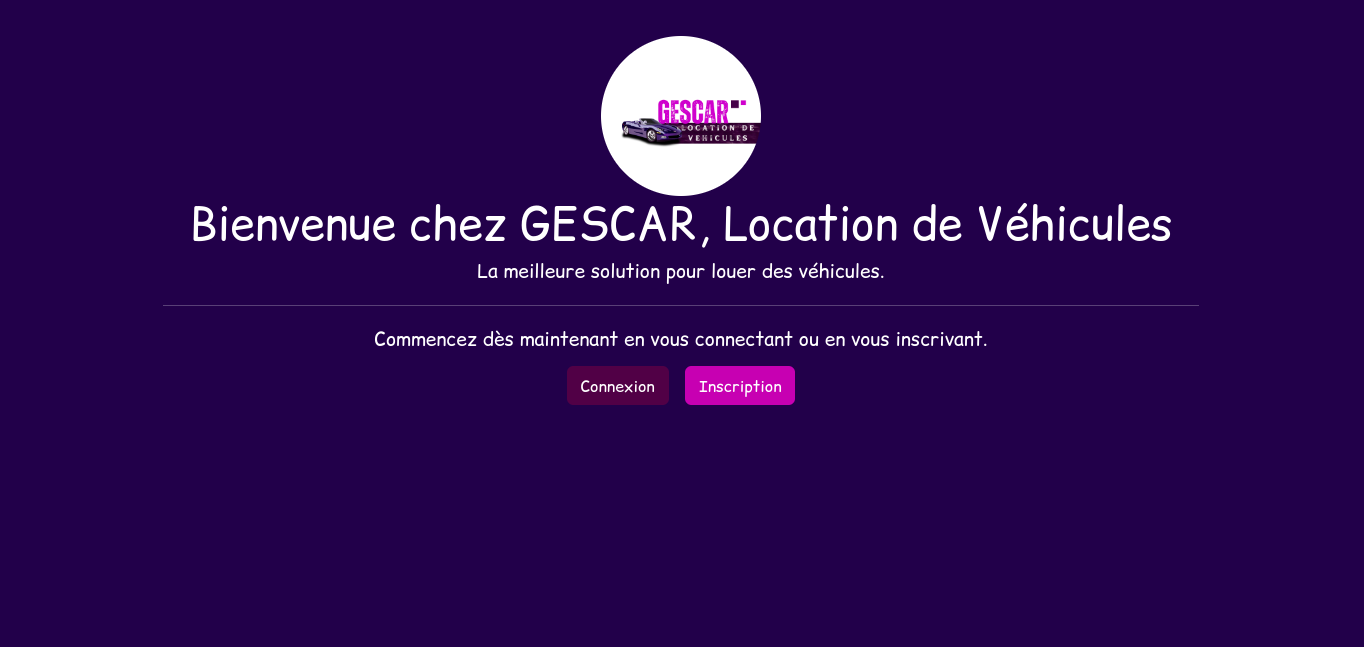 GESCAR
LOCATION DE
VEHICULES
Bienvenue chez GESCAR, Location de Véhicules
La meilleure solution pour louer des véhicules.
Commencez dès maintenant en vous connectant ou en vous inscrivant.
Connexion Inscription